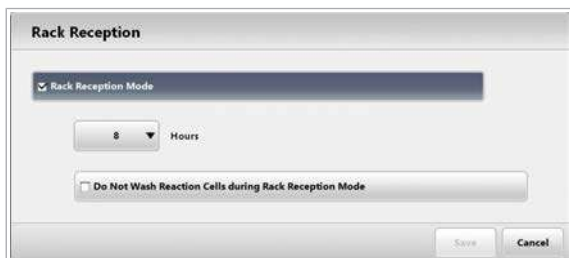 Rack Reception
Rack Reception Mode
8 Hours
Do Not Wash Reaction Cells during Rack Reception Mode
Save Cancel